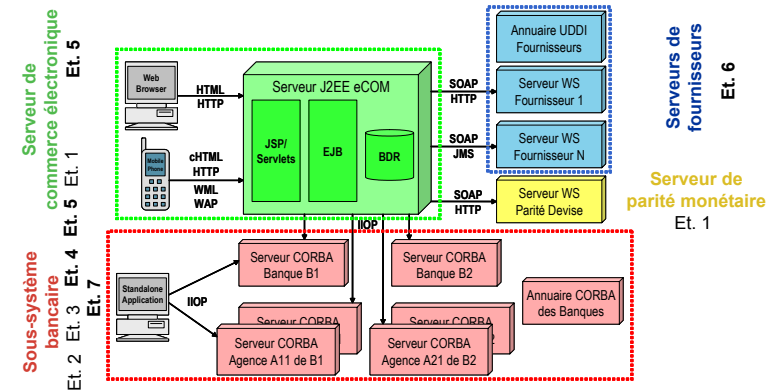 Serveur de
commerce électronique
Et. 5
Et. 1
Et. 5
Web
Browser
HTML
HTTP
Mobile
Phone
cHTML
HTTP
WML
WAP
Serveur J2EE eCOM
JSP/
Servlets
EJB
BDR
SOAP
HTTP
SOAP
JMS
SOAP
HTTP
IIOP
Annuaire UDDI
Fournisseurs
Serveur WS
Fournisseur 1
Serveur WS
Fournisseur N
Serveur WS
Parité Devise
Serveurs de
fournisseurs
Et. 6
Serveur de
parité monétaire
Et. 1
Sous-système
bancaire
Et. 4
Et. 2
Et. 3
Et. 7
Standalone
Application
IIOP
Serveur CORBA
Banque B1
Serveur CORBA
Banque B2
Annuaire CORBA
des Banques
Serveur CORBA
Serveur CORBA
Agence A11 de B1
Serveur CORBA
Serveur CORBA
Agence A21 de B2